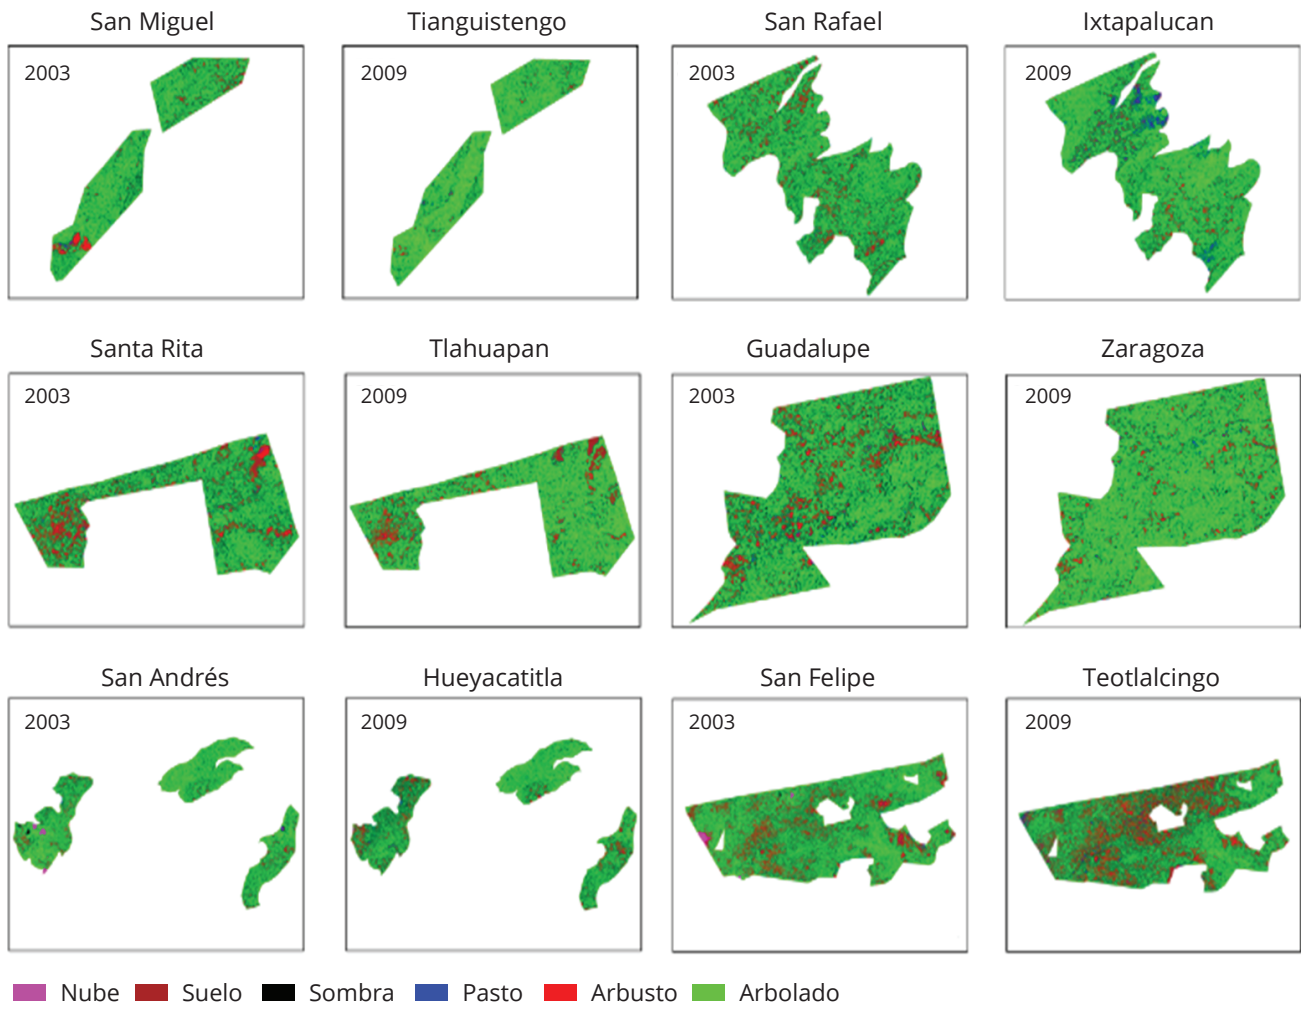 San Miguel Tianguistengo San Rafael Ixtapalucan
2003 2009 2003 2009
Santa Rita Tlahuapan Guadalupe Zaragoza
2003 2009 2003 2009
San Andrés Hueyacatitla San Felipe Teotlalcingo
2003 2009 2003 2009
Nube Suelo Sombra Pasto Arbusto Arbolado